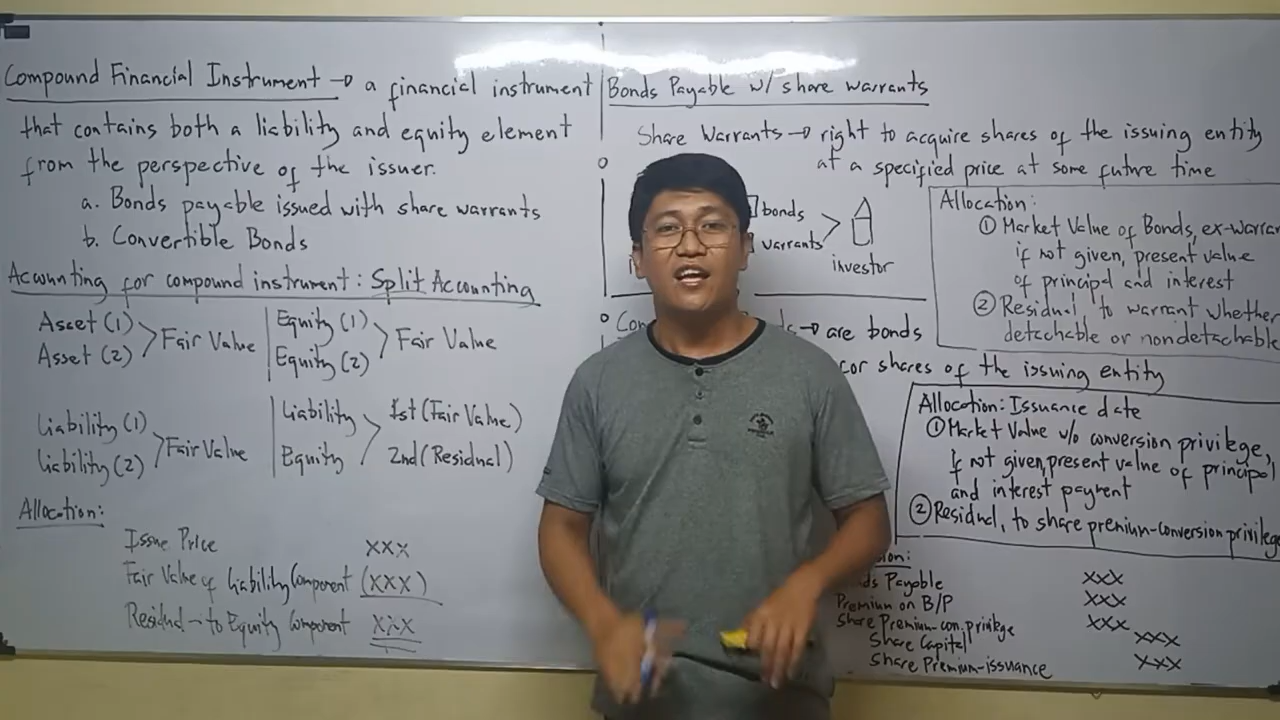 Compound Financial Instrument → a financial instrument
that contains both a liability and equity element
from the perspective of the issuer.
a. Bonds payable issued with share warrants
b. Convertible Bonds
Accounting for compound instrument: Split Accounting
Asset (1)
Asset (2)
Fair Value
Equity (1)
Equity (2)
Fair Value
Liability (1)
Liability (2)
Fair Value
Liability
Equity
1st (Fair Value)
2nd (Residual)
Allocation:
Issue Price xxx
Fair Value of Liability Component (xxx)
Residual → to Equity Component xxx
Bonds Payable w/ share warrants
Share Warrants → right to acquire shares of the issuing entity
at a specified price at some future time
bonds
warrants
investor
Allocation:
① Market Value of Bonds, ex-warran
if not given, present value
of principal and interest
② Residual to warrant whether
detachable or nondetachable
→ are bonds
for shares of the issuing entity
Allocation: Issuance date
① Market Value w/o conversion privilege,
If not given, present value of principal
and interest payment
② Residual, to share premium-conversion privilege
Payable xxx
Premium on B/P xxx
Share Premium-con. privilege xxx
Share Capital xxx
Share Premium-issuance xxx